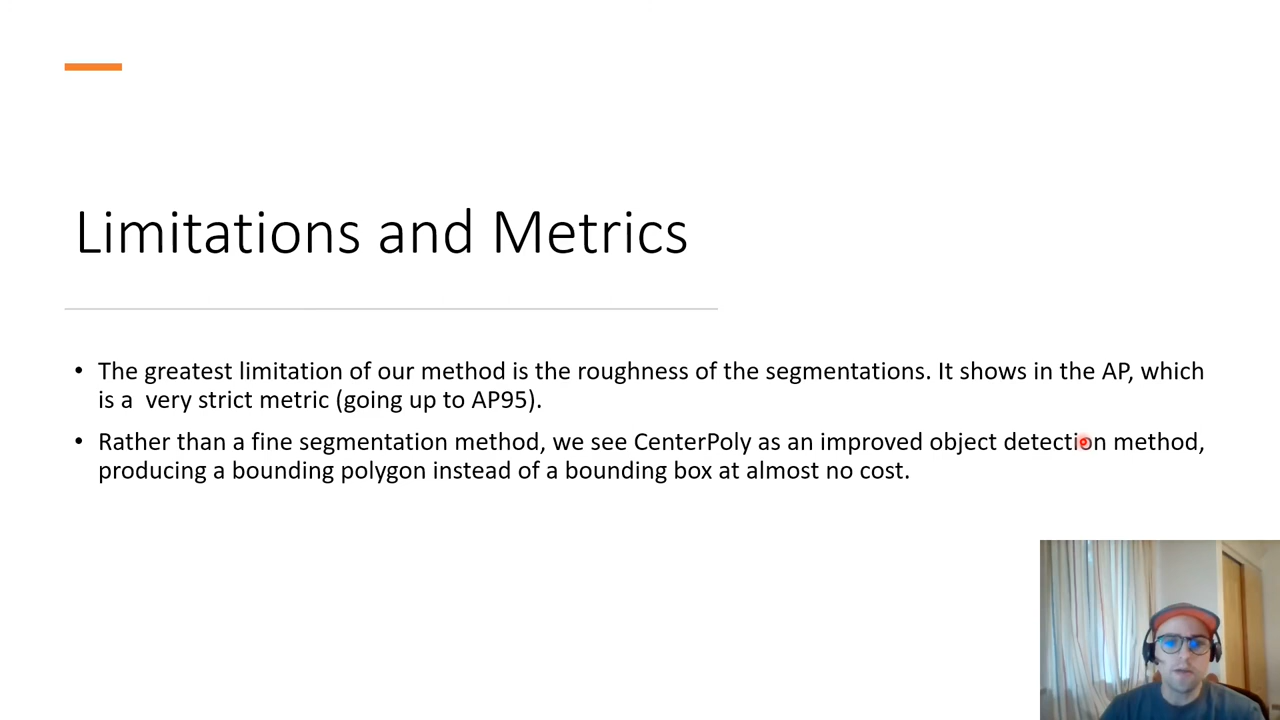 Limitations and Metrics
• The greatest limitation of our method is the roughness of the segmentations. It shows in the AP, which
is a  very strict metric (going up to AP95).
• Rather than a fine segmentation method, we see CenterPoly as an improved object detection method,
producing a bounding polygon instead of a bounding box at almost no cost.